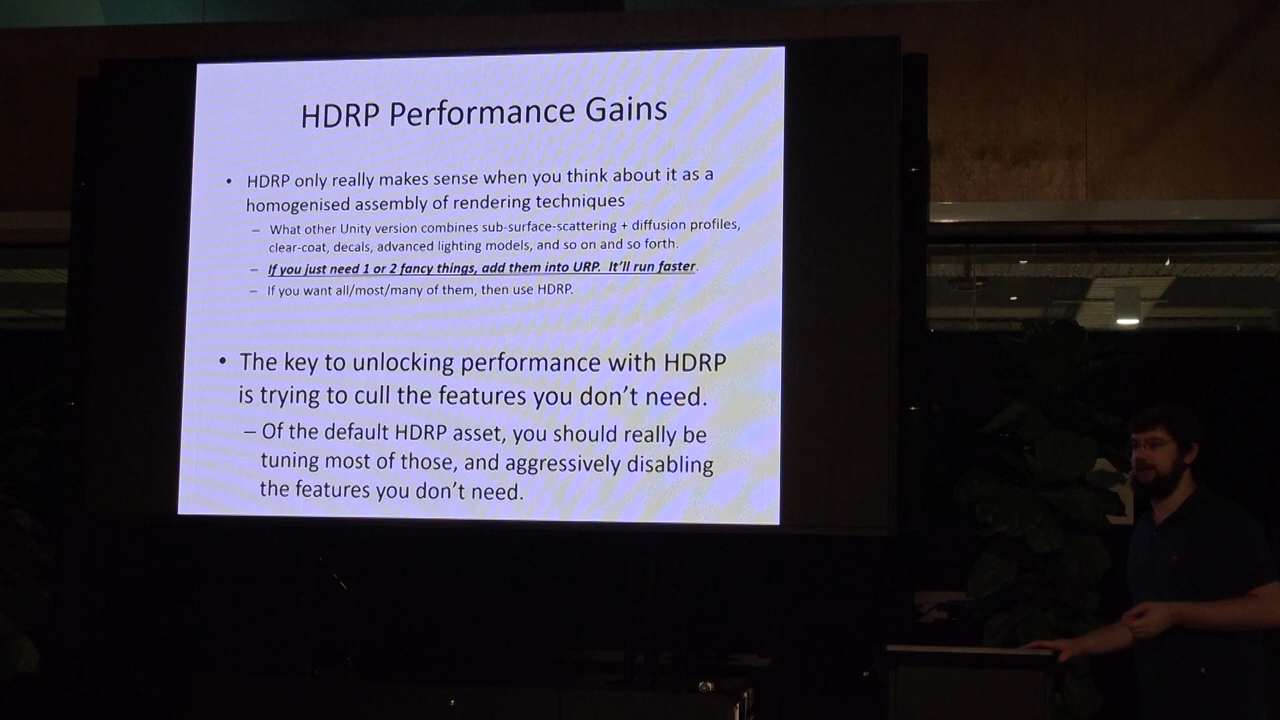 HDRP Performance Gains
• HDRP only really makes sense when you think about it as a
homogenised assembly of rendering techniques
– What other Unity version combines sub-surface-scattering + diffusion profiles,
clear-coat, decals, advanced lighting models, and so on and so forth.
– If you just need 1 or 2 fancy things, add them into URP. It’ll run faster.
– If you want all/most/many of them, then use HDRP.
• The key to unlocking performance with HDRP
is trying to cull the features you don’t need.
– Of the default HDRP asset, you should really be
tuning most of those, and aggressively disabling
the features you don’t need.